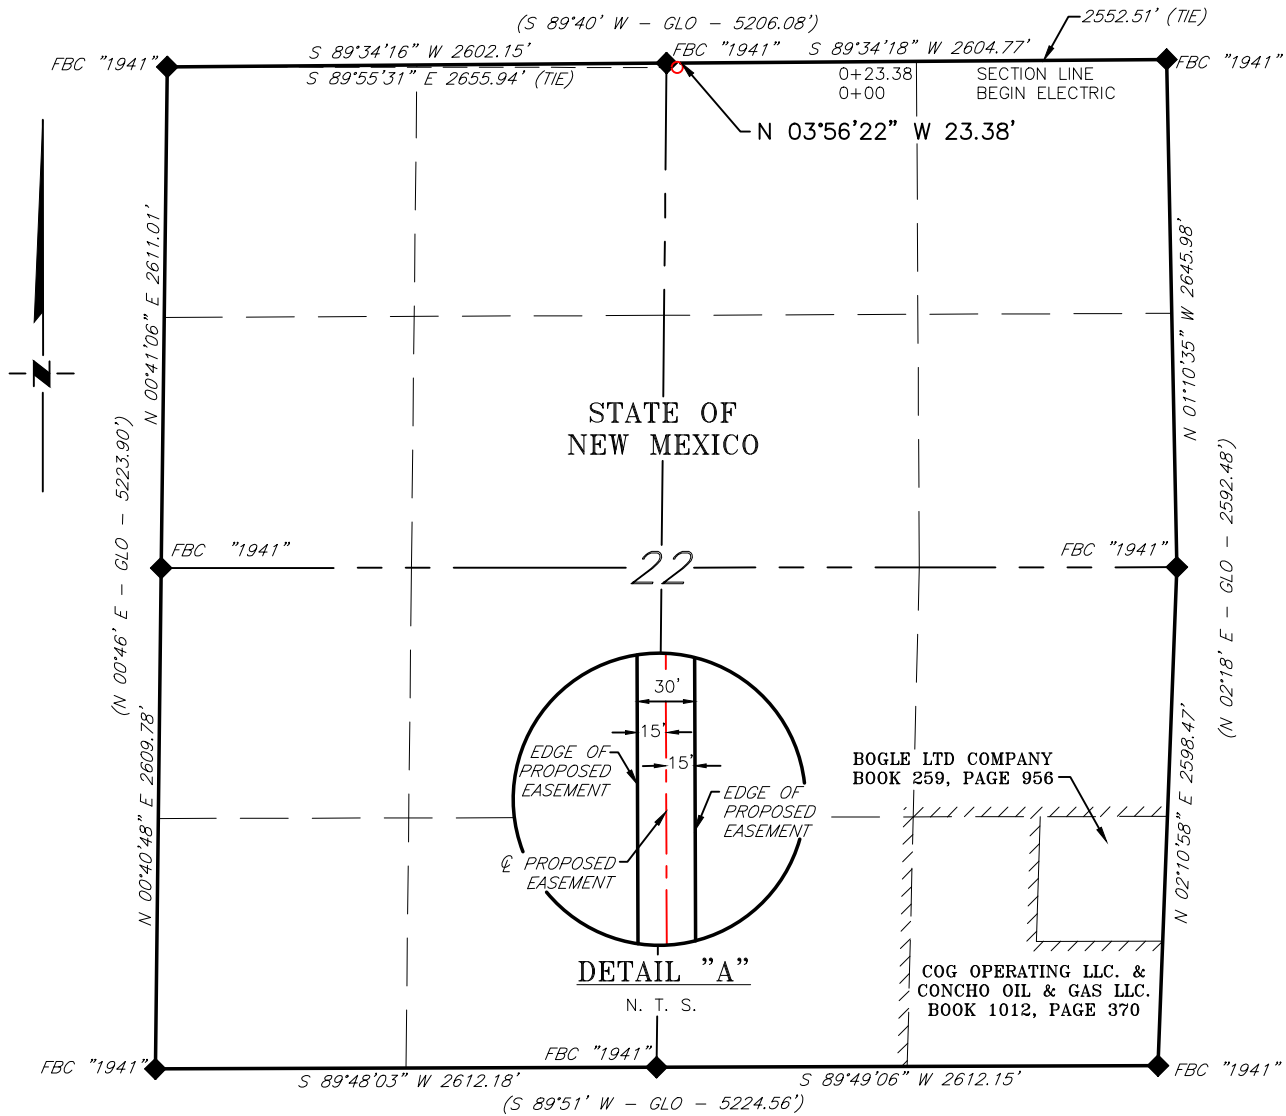 (S 89°40' W - GLO - 5206.08')
2552.51' (TIE)
FBC "1941"
S 89°34'16" W 2602.15'
FBC "1941"
S 89°34'18" W 2604.77'
FBC "1941"
S 89°55'31" E 2655.94' (TIE)
0+23.38 SECTION LINE
0+00 BEGIN ELECTRIC
N 03°56'22" W 23.38'
N 00°41'06" E 2611.01'
N 01°10'35" W 2645.98'
N
STATE OF
NEW MEXICO
(N 00°46' E - GLO - 5223.90')
(N 02°18' E - GLO - 2592.48')
FBC "1941"
FBC "1941"
22
30'
15'
15'
EDGE OF
PROPOSED
EASEMENT
EDGE OF
PROPOSED
EASEMENT
℄ PROPOSED
EASEMENT
BOGLE LTD COMPANY
BOOK 259, PAGE 956
N 00°40'48" E 2609.78'
N 02°10'58" E 2598.47'
DETAIL "A"
N. T. S.
COG OPERATING LLC. &
CONCHO OIL & GAS LLC.
BOOK 1012, PAGE 370
FBC "1941"
FBC "1941"
FBC "1941"
S 89°48'03" W 2612.18'
S 89°49'06" W 2612.15'
(S 89°51' W - GLO - 5224.56')